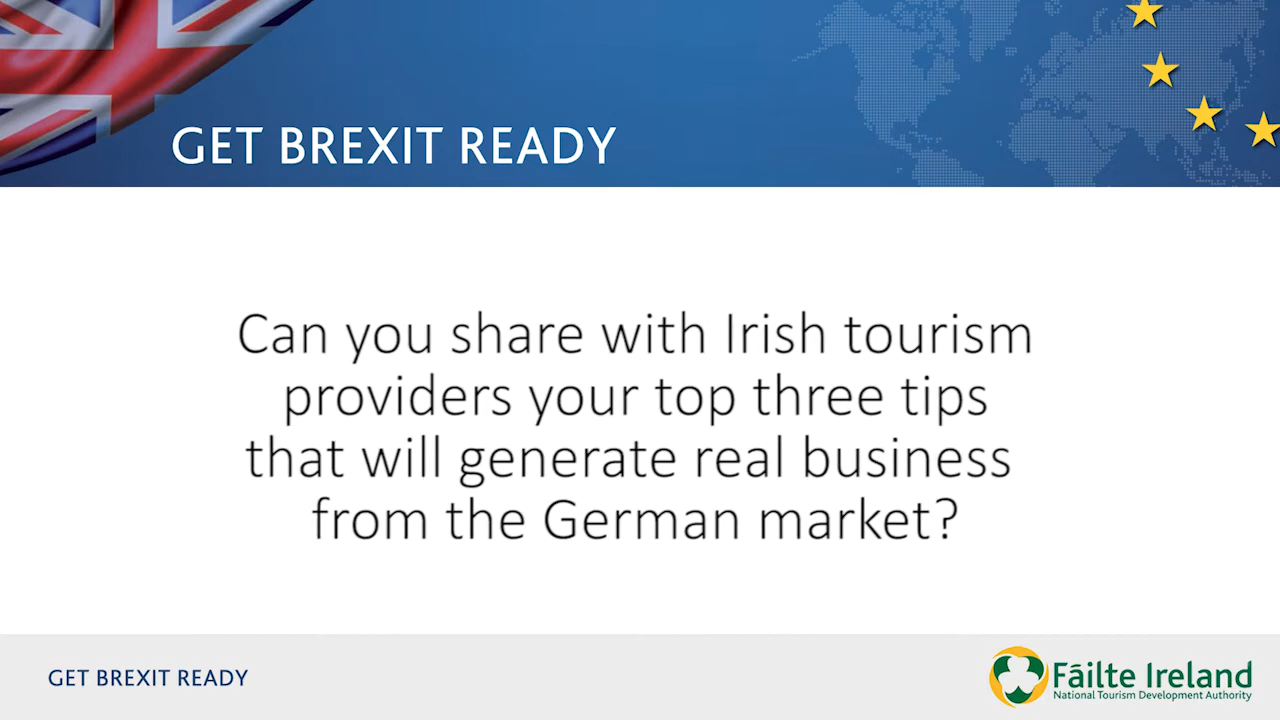 GET BREXIT READY
Can you share with Irish tourism
providers your top three tips
that will generate real business
from the German market?
GET BREXIT READY
Fáilte Ireland
National Tourism Development Authority